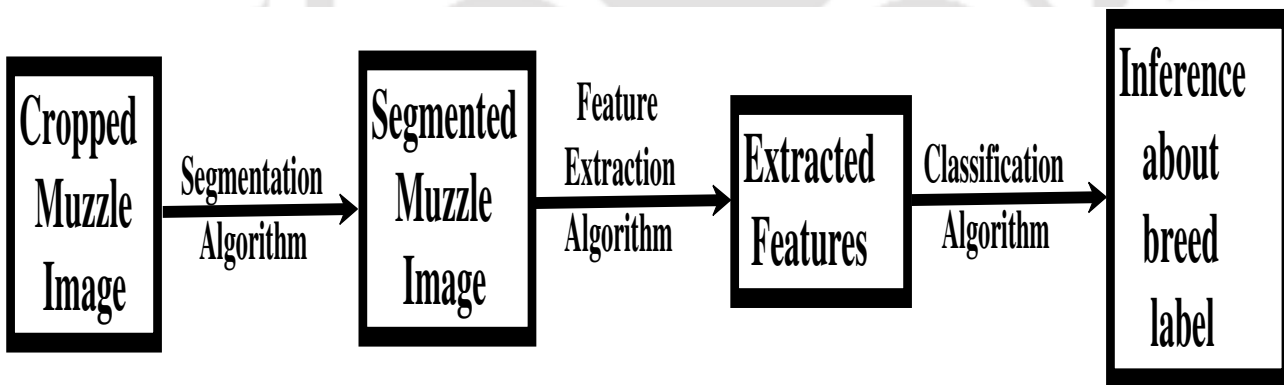 Cropped
Muzzle
Image
Segmentation
Algorithm
Segmented
Muzzle
Image
Feature
Extraction
Algorithm
Extracted
Features
Classification
Algorithm
Inference
about
breed
label